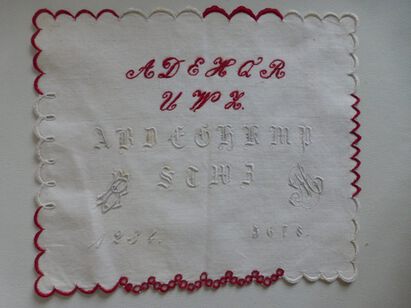 A D E H Q R
U W Z.
A B D E G H K M P
S T W Z
1 2 3 4. 5 6 7 8.